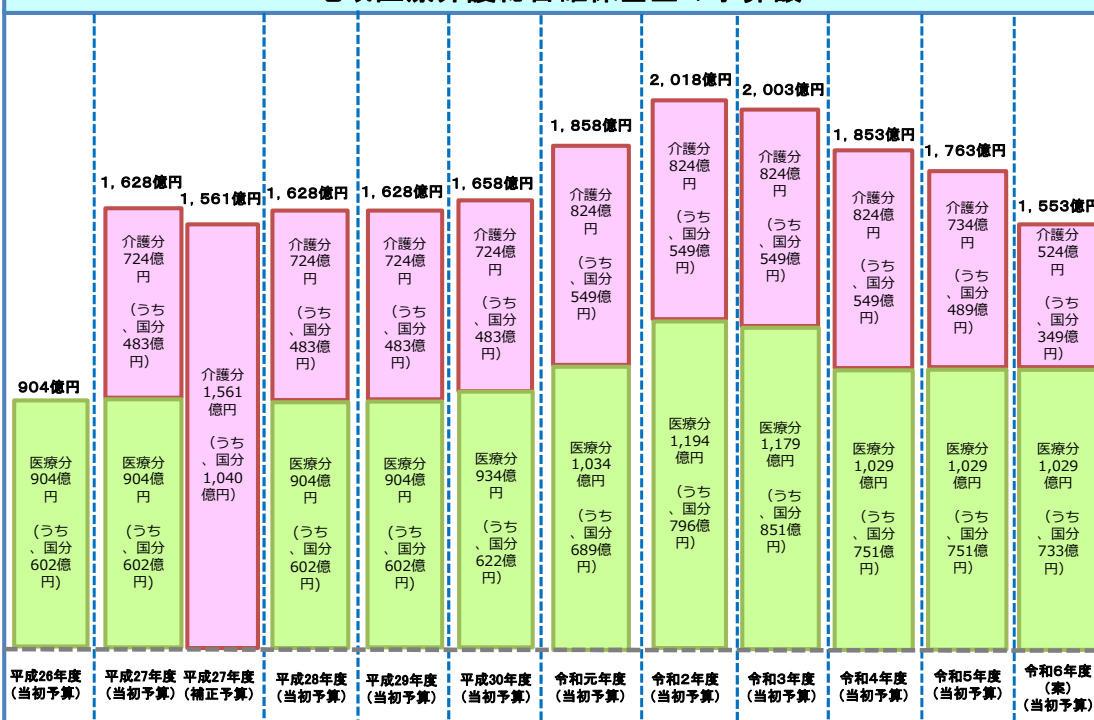 904億円
医療分
904億
円
(うち
、国分
602億
円)
平成26年度
(当初予算)
1,628億円
介護分
724億
円
(うち
、国分
483億
円)
医療分
904億
円
(うち
、国分
602億
円)
平成27年度
(当初予算)
1,561億円
介護分
1,561
億円
(うち
、国分
1,040
億円)
平成27年度
(補正予算)
1,628億円
介護分
724億
円
(うち
、国分
483億
円)
医療分
904億
円
(うち
、国分
602億
円)
平成28年度
(当初予算)
1,628億円
介護分
724億
円
(うち
、国分
483億
円)
医療分
904億
円
(うち
、国分
602億
円)
平成29年度
(当初予算)
1,658億円
介護分
724億
円
(うち
、国分
483億
円)
医療分
934億
円
(うち
、国分
622億
円)
平成30年度
(当初予算)
1,858億円
介護分
824億
円
(うち
、国分
549億
円)
医療分
1,034
億円
(うち
、国分
689億
円)
令和元年度
(当初予算)
2,018億円
介護分
824億
円
(うち
、国分
549億
円)
医療分
1,194
億円
(うち
、国分
796億
円)
令和2年度
(当初予算)
2,003億円
介護分
824億
円
(うち
、国分
549億
円)
医療分
1,179
億円
(うち
、国分
851億
円)
令和3年度
(当初予算)
1,853億円
介護分
824億
円
(うち
、国分
549億
円)
医療分
1,029
億円
(うち
、国分
751億
円)
令和4年度
(当初予算)
1,763億円
介護分
734億
円
(うち
、国分
489億
円)
医療分
1,029
億円
(うち
、国分
751億
円)
令和5年度
(当初予算)
1,553億円
介護分
524億
円
(うち
、国分
349億
円)
医療分
1,029
億円
(うち
、国分
733億
円)
令和6年度
(案)
(当初予算)